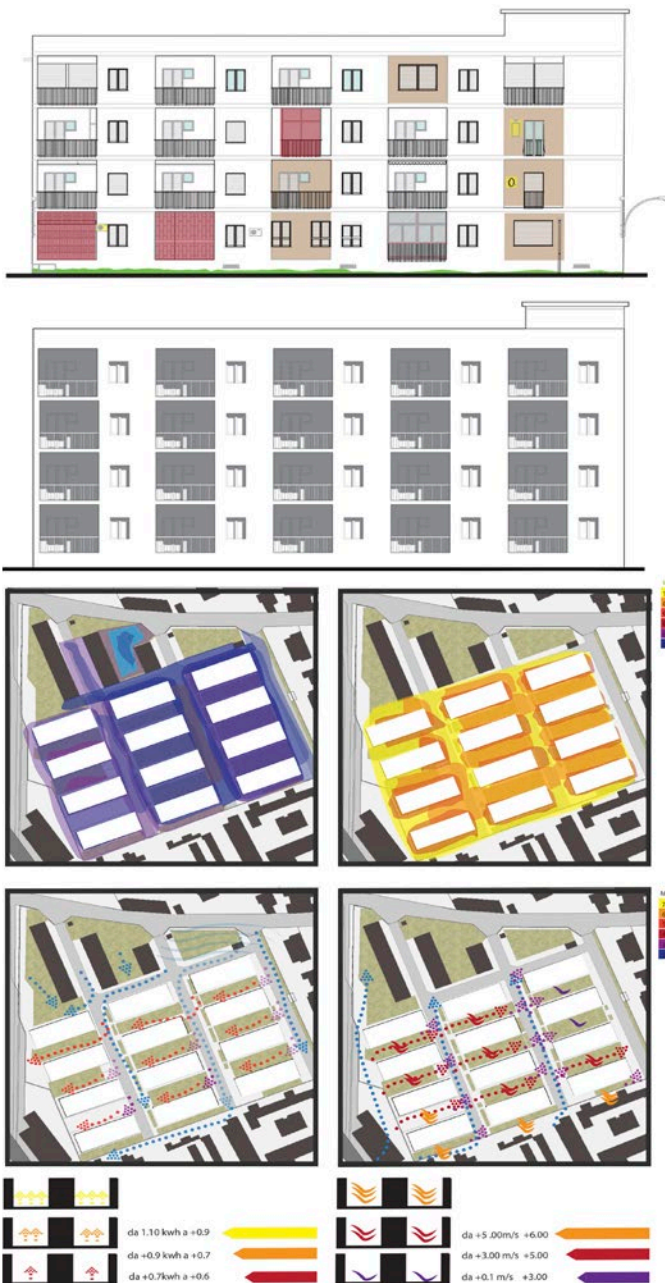 da 1.10 kwh a +0.9
da +0.9 kwh a +0.7
da +0.7kwh a +0.6
da +5 .00m/s +6.00
da +3.00 m/s +5.00
da +0.1 m/s +3.00